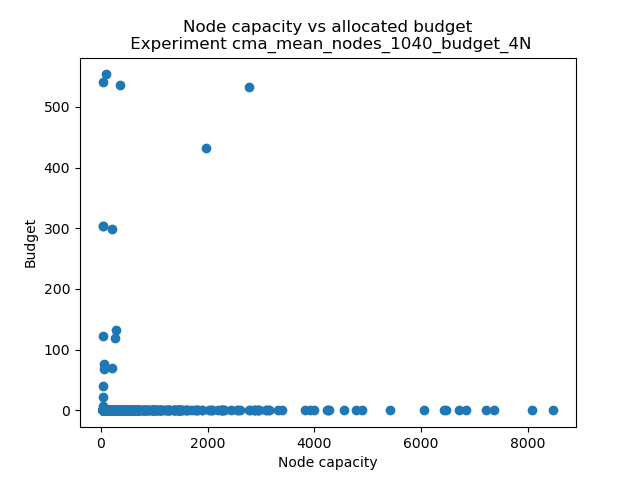 Node capacity vs allocated budget
Experiment cma_mean_nodes_1040_budget_4N
500
400
300
200
100
0
Budget
0 2000 4000 6000 8000
Node capacity